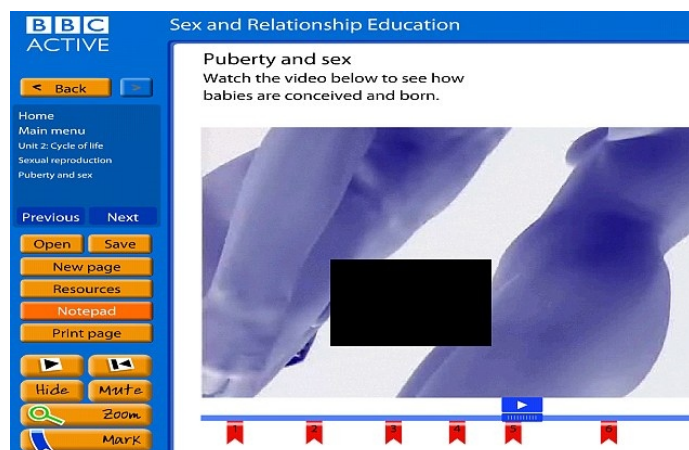 BBC
ACTIVE
Sex and Relationship Education
< Back >
Home
Main menu
Unit 2: Cycle of life
Sexual reproduction
Puberty and sex
Previous Next
Open Save
New page
Resources
Notepad
Print page
Hide Mute
Zoom
Mark
Puberty and sex
Watch the video below to see how
babies are conceived and born.
1 2 3 4 5 6